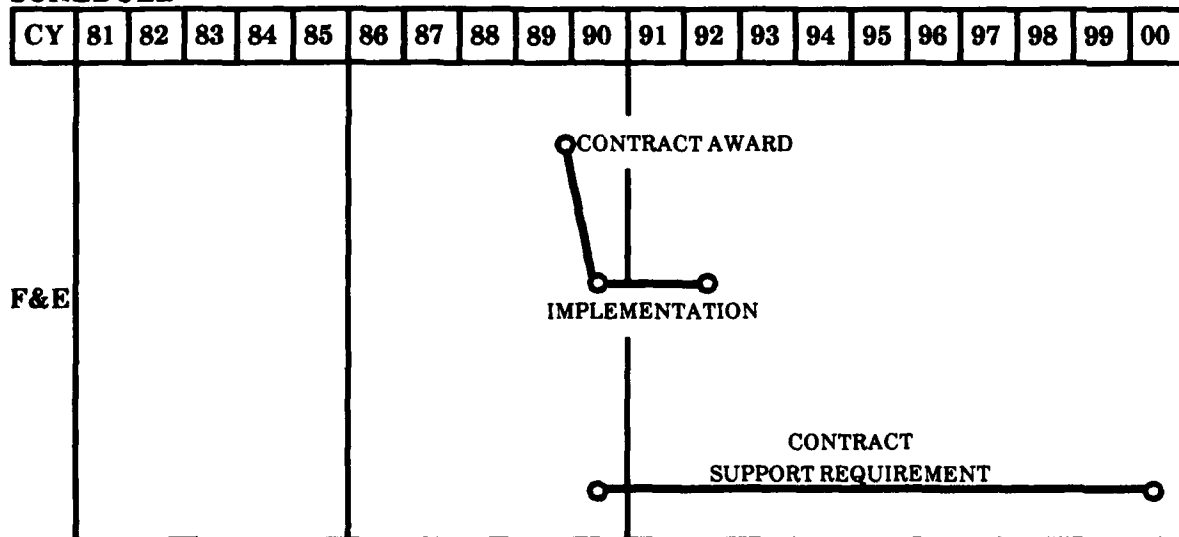 CY 81 82 83 84 85 86 87 88 89 90 91 92 93 94 95 96 97 98 99 00
CONTRACT AWARD
F&E
IMPLEMENTATION
CONTRACT
SUPPORT REQUIREMENT